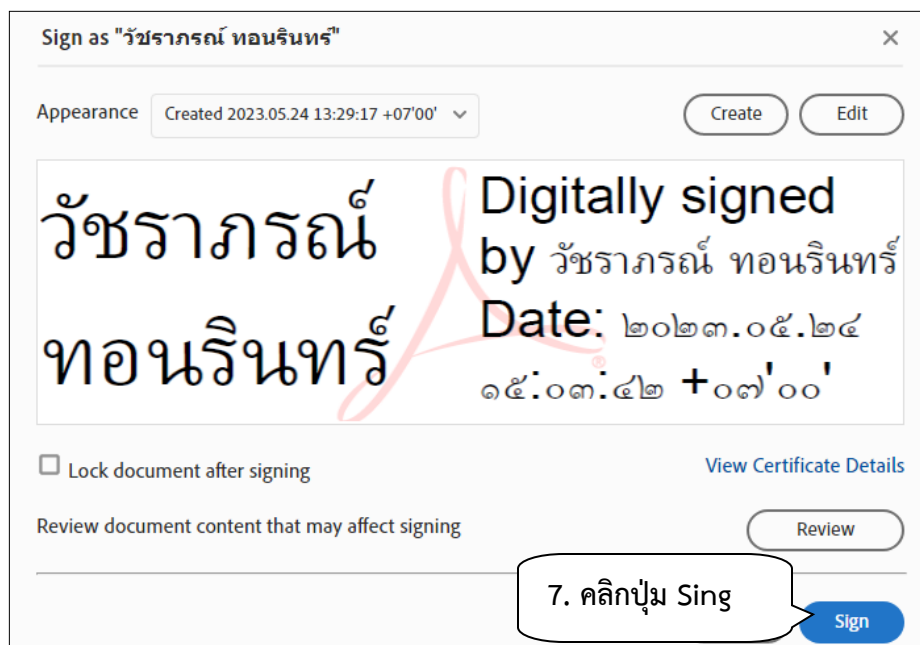 Sign as "วัชราภรณ์ ทอนรินทร์"
Appearance Created 2023.05.24 13:29:17 +07'00' Create Edit
วัชราภรณ์
ทอนรินทร์
Digitally signed
by วัชราภรณ์ ทอนรินทร์
Date: ๒๐๒๓.๐๕.๒๔
๑๕:๐๓:๔๒ +๐๗'๐๐'
Lock document after signing View Certificate Details
Review document content that may affect signing Review
7. คลิกปุ่ม Sing
Sign